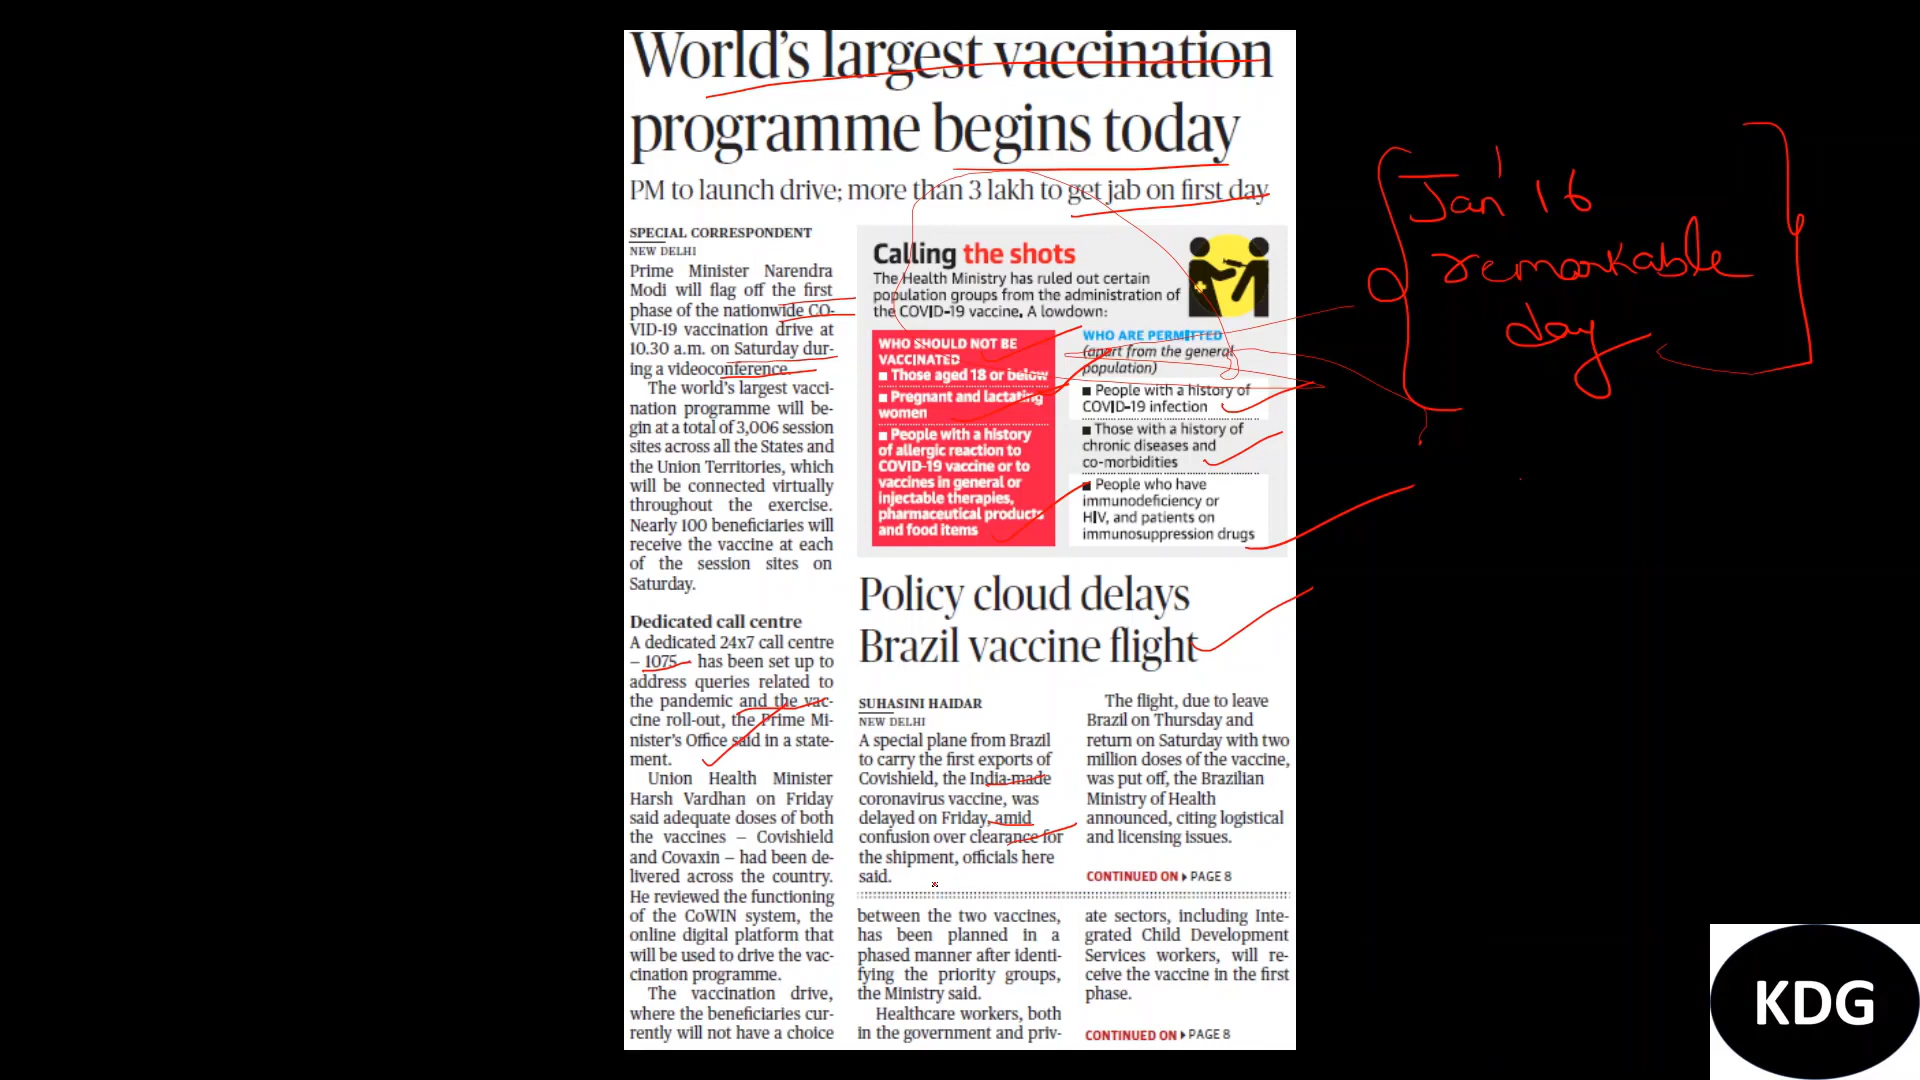 World's largest vaccination
programme begins today
PM to launch drive; more than 3 lakh to get jab on first day
SPECIAL CORRESPONDENT
NEW DELHI
Prime Minister Narendra
Modi will flag off the first
phase of the nationwide CO-
VID-19 vaccination drive at
10.30 a.m. on Saturday dur-
ing a videoconference.
The world's largest vacci-
nation programme will be-
gin at a total of 3,006 session
sites across all the States and
the Union Territories, which
will be connected virtually
throughout the exercise.
Nearly 100 beneficiaries will
receive the vaccine at each
of the session sites on
Saturday.
Dedicated call centre
A dedicated 24x7 call centre
– 1075 – has been set up to
address queries related to
the pandemic and the vac-
cine roll-out, the Prime Mi-
nister's Office said in a state-
ment.
Union Health Minister
Harsh Vardhan on Friday
said adequate doses of both
the vaccines – Covishield
and Covaxin – had been de-
livered across the country.
He reviewed the functioning
of the CoWIN system, the
online digital platform that
will be used to drive the vac-
cination programme.
The vaccination drive,
where the beneficiaries cur-
rently will not have a choice
Calling the shots
The Health Ministry has ruled out certain
population groups from the administration of
the COVID-19 vaccine. A lowdown:
WHO SHOULD NOT BE
VACCINATED
■ Those aged 18 or below
■ Pregnant and lactating
women
■ People with a history
of allergic reaction to
COVID-19 vaccine or to
vaccines in general or
injectable therapies,
pharmaceutical products
and food items
WHO ARE PERMITTED
(apart from the general
population)
■ People with a history of
COVID-19 infection
■ Those with a history of
chronic diseases and
co-morbidities
■ People who have
immunodeficiency or
HIV, and patients on
immunosuppression drugs
Policy cloud delays
Brazil vaccine flight
SUHASINI HAIDAR
NEW DELHI
A special plane from Brazil
to carry the first exports of
Covishield, the India-made
coronavirus vaccine, was
delayed on Friday, amid
confusion over clearance for
the shipment, officials here
said.
The flight, due to leave
Brazil on Thursday and
return on Saturday with two
million doses of the vaccine,
was put off, the Brazilian
Ministry of Health
announced, citing logistical
and licensing issues.
CONTINUED ON ▸ PAGE 8
between the two vaccines,
has been planned in a
phased manner after identi-
fying the priority groups,
the Ministry said.
Healthcare workers, both
in the government and priv-
ate sectors, including Inte-
grated Child Development
Services workers, will re-
ceive the vaccine in the first
phase.
CONTINUED ON ▸ PAGE 8
Jan' 16
remarkable
day
KDG